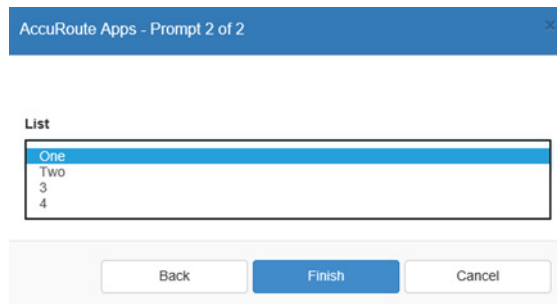 AccuRoute Apps - Prompt 2 of 2
×
List
One
Two
3
4
Back Finish Cancel